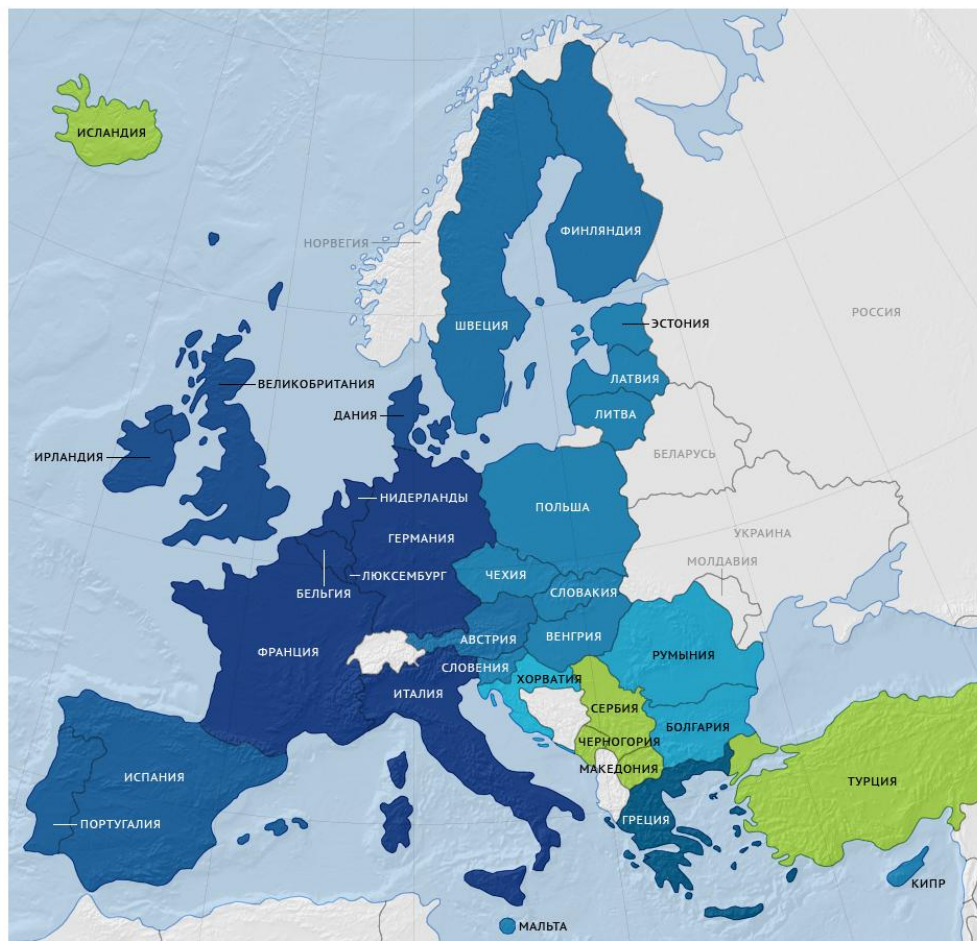 ИСЛАНДИЯ
ФИНЛЯНДИЯ
НОРВЕГИЯ
РОССИЯ
ШВЕЦИЯ
ЭСТОНИЯ
ЛАТВИЯ
ВЕЛИКОБРИТАНИЯ
ДАНИЯ
ЛИТВА
БЕЛАРУСЬ
ИРЛАНДИЯ
НИДЕРЛАНДЫ
ПОЛЬША
УКРАИНА
ГЕРМАНИЯ
МОЛДАВИЯ
ЛЮКСЕМБУРГ
ЧЕХИЯ
БЕЛЬГИЯ
СЛОВАКИЯ
АВСТРИЯ
ВЕНГРИЯ
ФРАНЦИЯ
РУМЫНИЯ
СЛОВЕНИЯ
ХОРВАТИЯ
ИТАЛИЯ
СЕРБИЯ
БОЛГАРИЯ
ЧЕРНОГОРИЯ
МАКЕДОНИЯ
ИСПАНИЯ
ТУРЦИЯ
ГРЕЦИЯ
ПОРТУГАЛИЯ
КИПР
МАЛЬТА